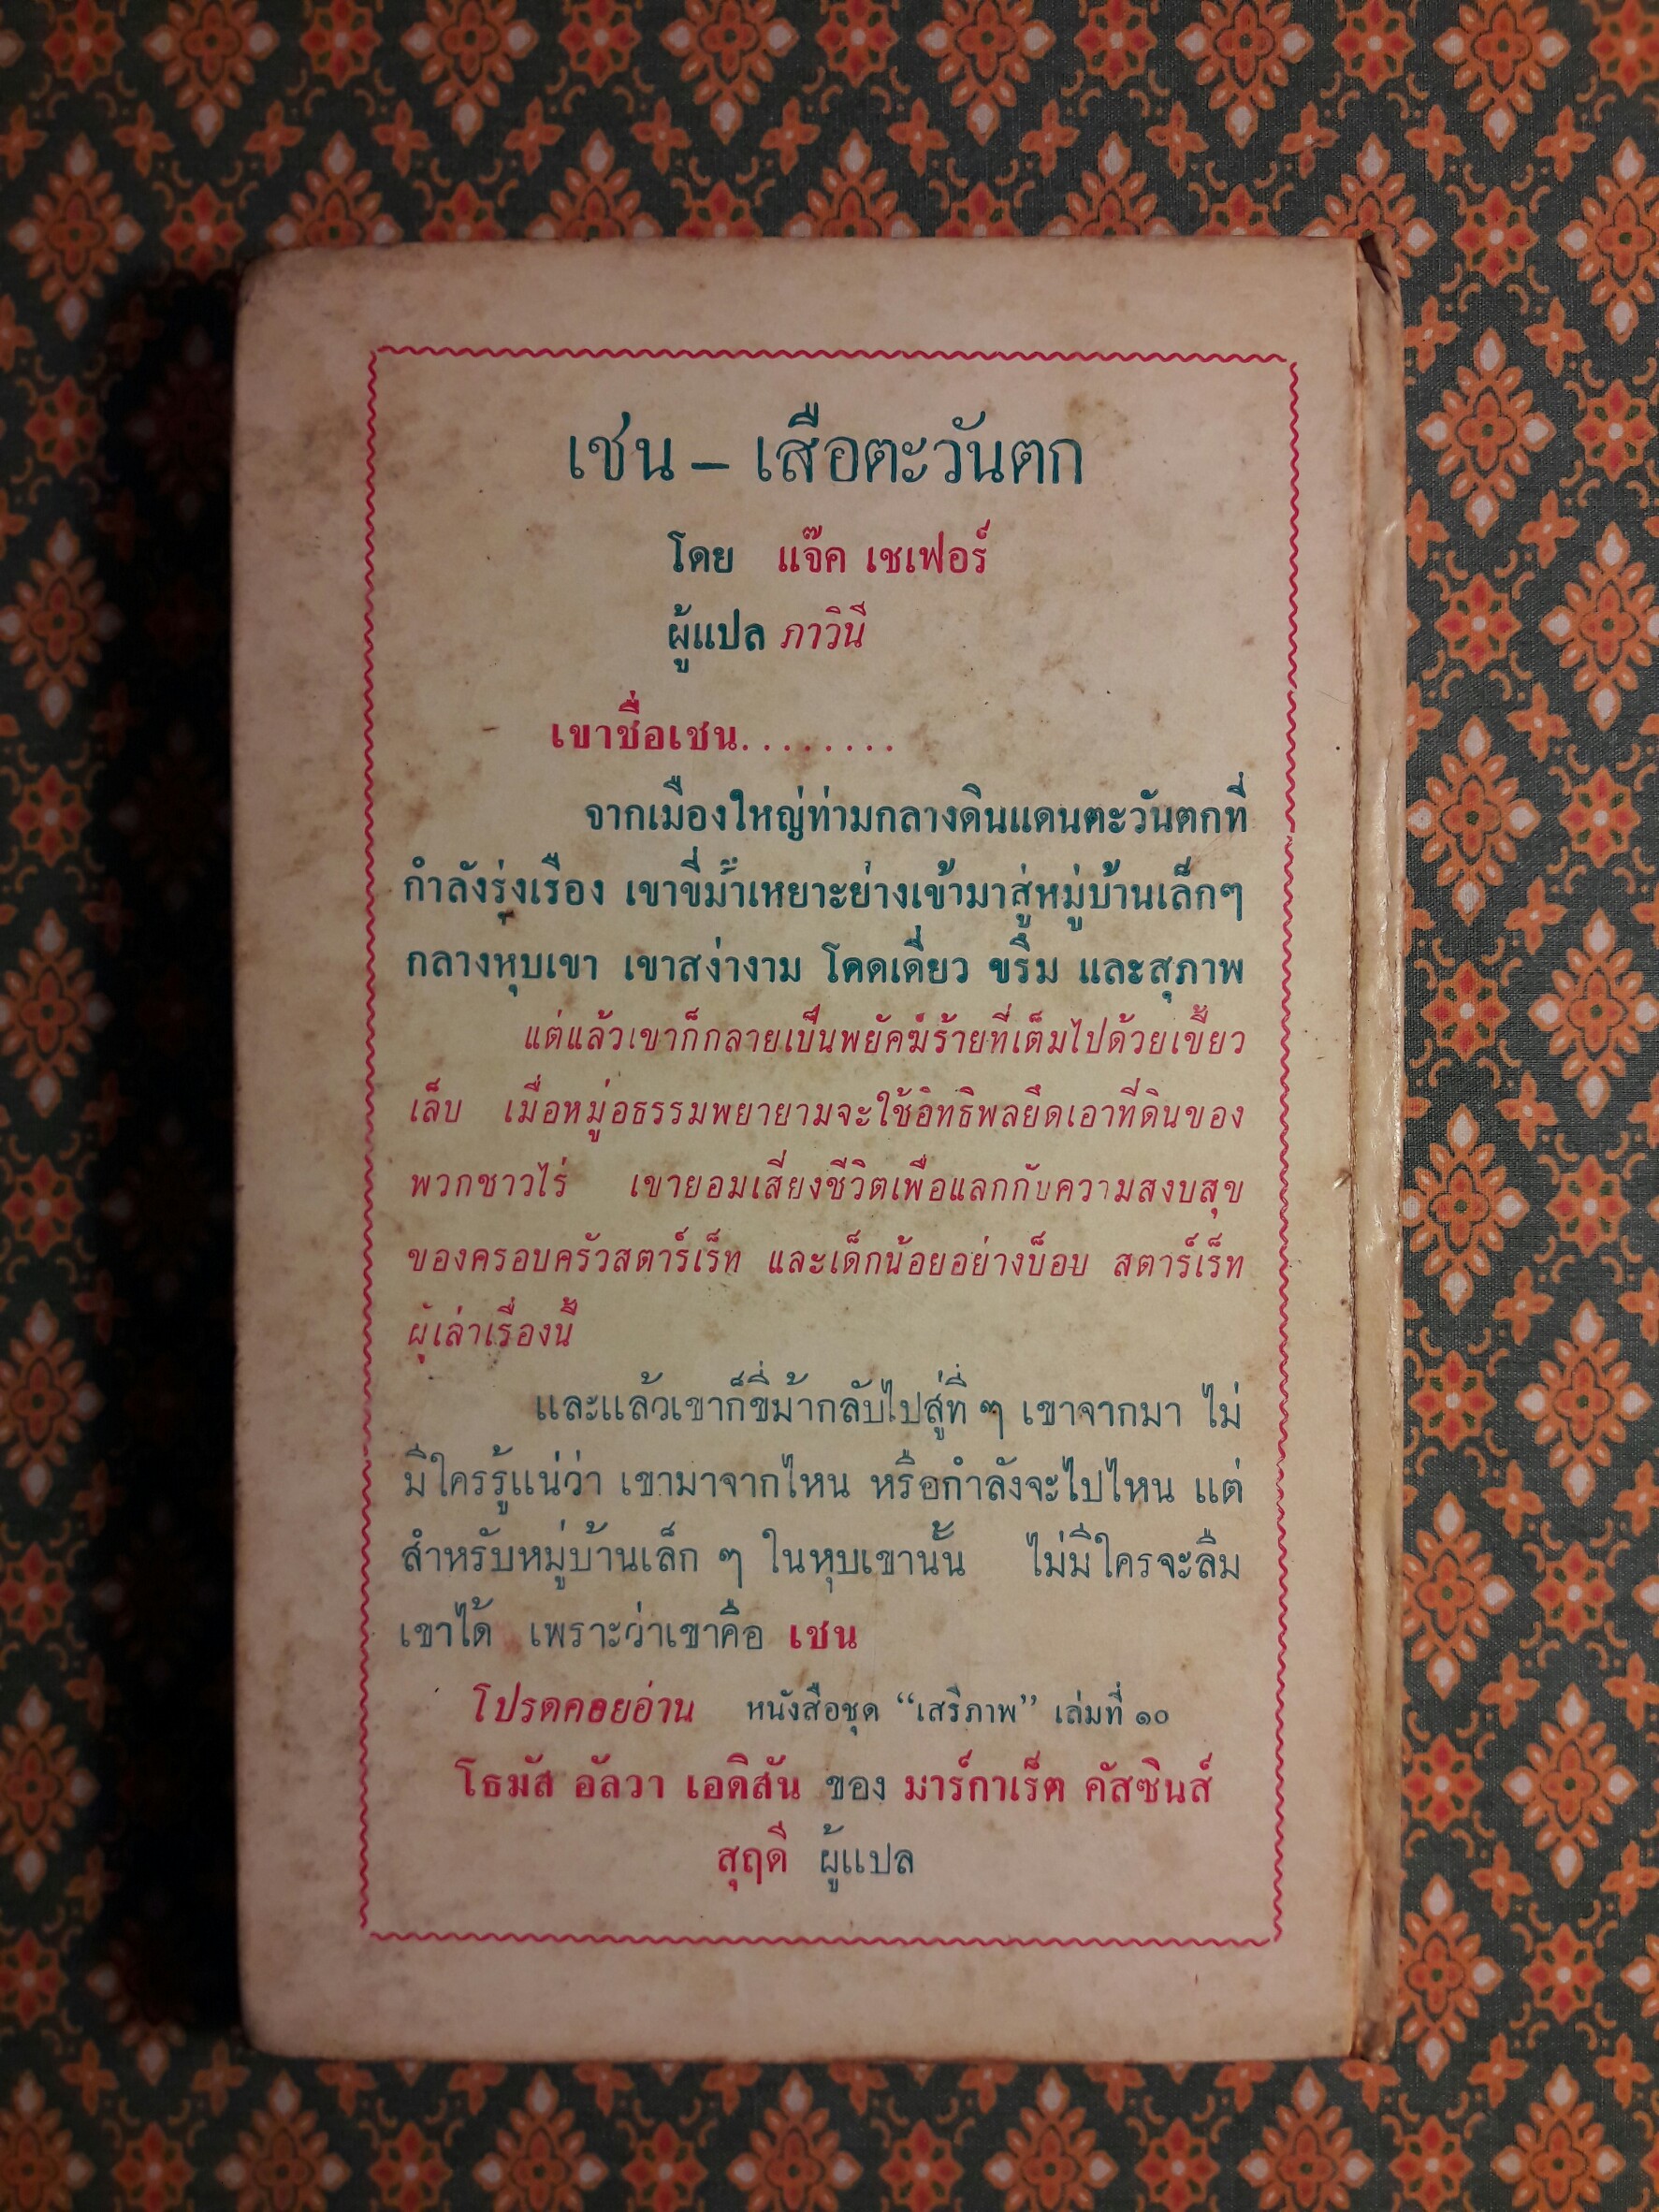 เชน – เสือตะวันตก
โดย แจ๊ค เชเฟอร์
ผู้แปล ภาวินี
เขาชื่อเชน........
จากเมืองใหญ่ท่ามกลางดินแดนตะวันตกที่
กำลังรุ่งเรือง เขาขี่ม้าเหยาะย่างเข้ามาสู่หมู่บ้านเล็กๆ
กลางหุบเขา เขาสง่างาม โดดเดี่ยว ขรึม และสุภาพ
แต่แล้วเขาก็กลายเป็นพยัคฆ์ร้ายที่เต็มไปด้วยเขี้ยว
เล็บ เมื่อหมู่อธรรมพยายามจะใช้อิทธิพลยึดเอาที่ดินของ
พวกชาวไร่ เขายอมเสี่ยงชีวิตเพื่อแลกกับความสงบสุข
ของครอบครัวสตาร์เร็ท และเด็กน้อยอย่างบ็อบ สตาร์เร็ท
ผู้เล่าเรื่องนี้
และแล้วเขาก็ขี่ม้ากลับไปสู่ที่ ๆ เขาจากมา ไม่
มีใครรู้แน่ว่า เขามาจากไหน หรือกำลังจะไปไหน แต่
สำหรับหมู่บ้านเล็ก ๆ ในหุบเขานั้น ไม่มีใครจะลืม
เขาได้ เพราะว่าเขาคือ เชน
โปรดคอยอ่าน หนังสือชุด “เสรีภาพ” เล่มที่ ๑๐
โธมัส อัลวา เอดิสัน ของ มาร์กาเร็ต คัสซินส์
สุฤดี ผู้แปล